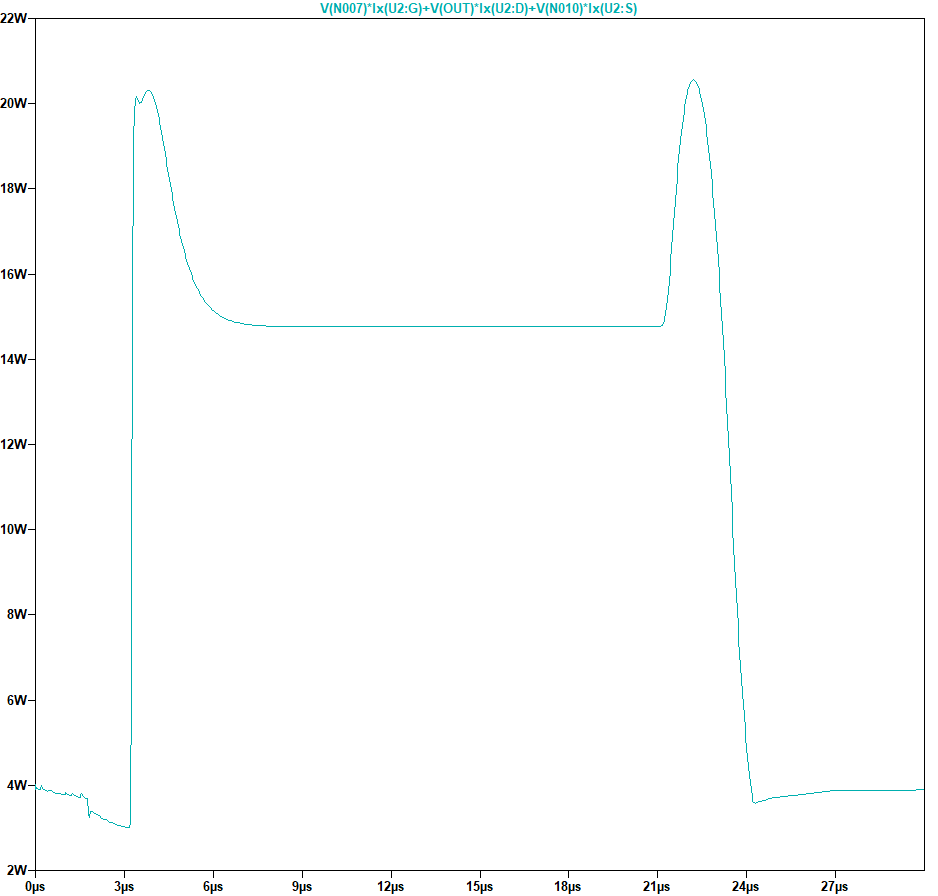 V(N007)*Ix(U2:G)+V(OUT)*Ix(U2:D)+V(N010)*Ix(U2:S)
22W
20W
18W
16W
14W
12W
10W
8W
6W
4W
2W
0µs 3µs 6µs 9µs 12µs 15µs 18µs 21µs 24µs 27µs